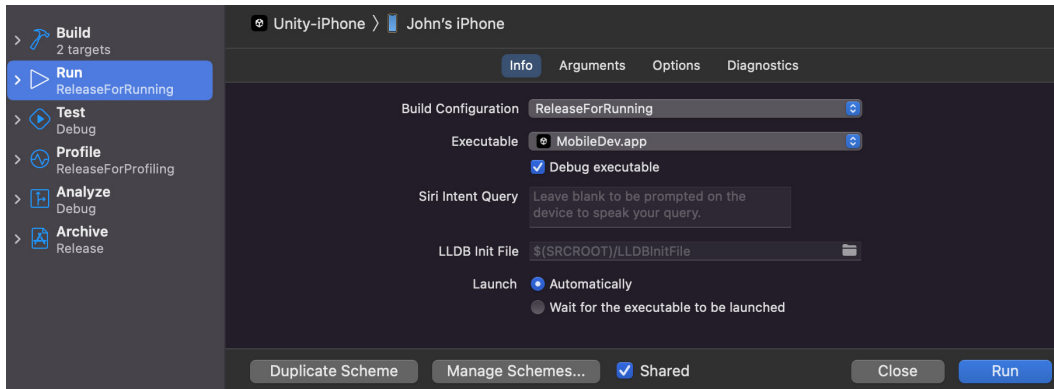 Build
2 targets
Run
ReleaseForRunning
Test
Debug
Profile
ReleaseForProfiling
Analyze
Debug
Archive
Release
Unity-iPhone 〉 John's iPhone
Info Arguments Options Diagnostics
Build Configuration ReleaseForRunning
Executable MobileDev.app
Debug executable
Siri Intent Query Leave blank to be prompted on the
device to speak your query.
LLDB Init File $(SRCROOT)/LLDBInitFile
Launch Automatically
Wait for the executable to be launched
Duplicate Scheme Manage Schemes... Shared Close Run